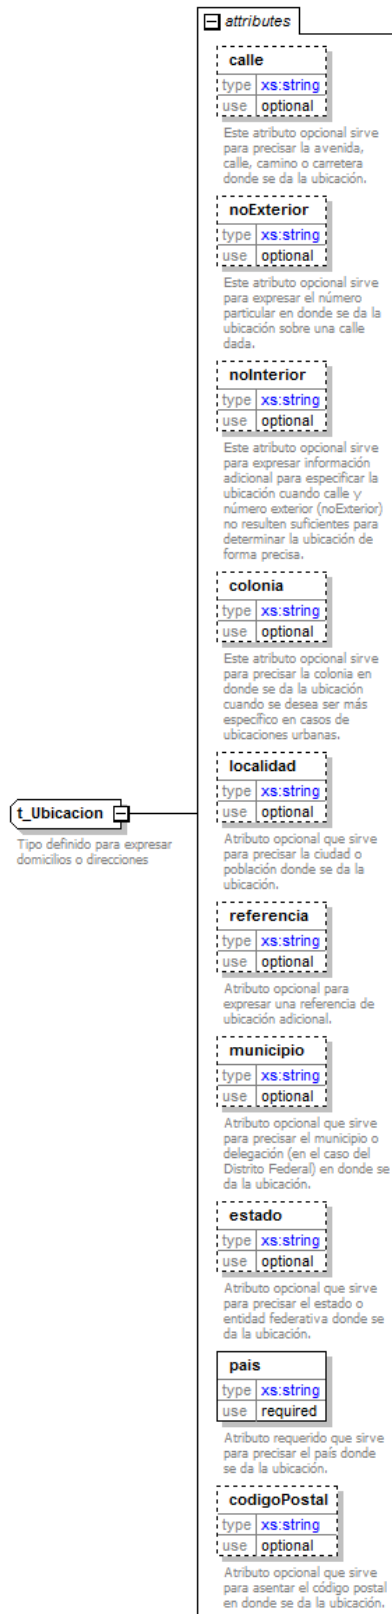 attributes
calle
type xs:string
use optional
Este atributo opcional sirve
para precisar la avenida,
calle, camino o carretera
donde se da la ubicación.
noExterior
type xs:string
use optional
Este atributo opcional sirve
para expresar el número
particular en donde se da la
ubicación sobre una calle
dada.
noInterior
type xs:string
use optional
Este atributo opcional sirve
para expresar información
adicional para especificar la
ubicación cuando calle y
número exterior (noExterior)
no resulten suficientes para
determinar la ubicación de
forma precisa.
colonia
type xs:string
use optional
Este atributo opcional sirve
para precisar la colonia en
donde se da la ubicación
cuando se desea ser más
específico en casos de
ubicaciones urbanas.
localidad
type xs:string
use optional
Atributo opcional que sirve
para precisar la ciudad o
población donde se da la
ubicación.
t_Ubicacion
Tipo definido para expresar
domicilios o direcciones
referencia
type xs:string
use optional
Atributo opcional para
expresar una referencia de
ubicación adicional.
municipio
type xs:string
use optional
Atributo opcional que sirve
para precisar el municipio o
delegación (en el caso del
Distrito Federal) en donde se
da la ubicación.
estado
type xs:string
use optional
Atributo opcional que sirve
para precisar el estado o
entidad federativa donde se
da la ubicación.
pais
type xs:string
use required
Atributo requerido que sirve
para precisar el país donde
se da la ubicación.
codigoPostal
type xs:string
use optional
Atributo opcional que sirve
para asentar el código postal
en donde se da la ubicación.